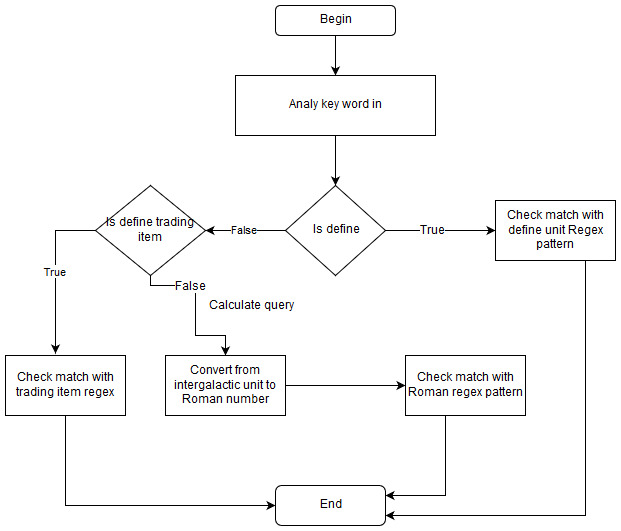 Begin
Analy key word in
Is define trading
item
False
Is define
True
Check match with
define unit Regex
pattern
True
False
Calculate query
Check match with
trading item regex
Convert from
intergalactic unit to
Roman number
Check match with
Roman regex pattern
End